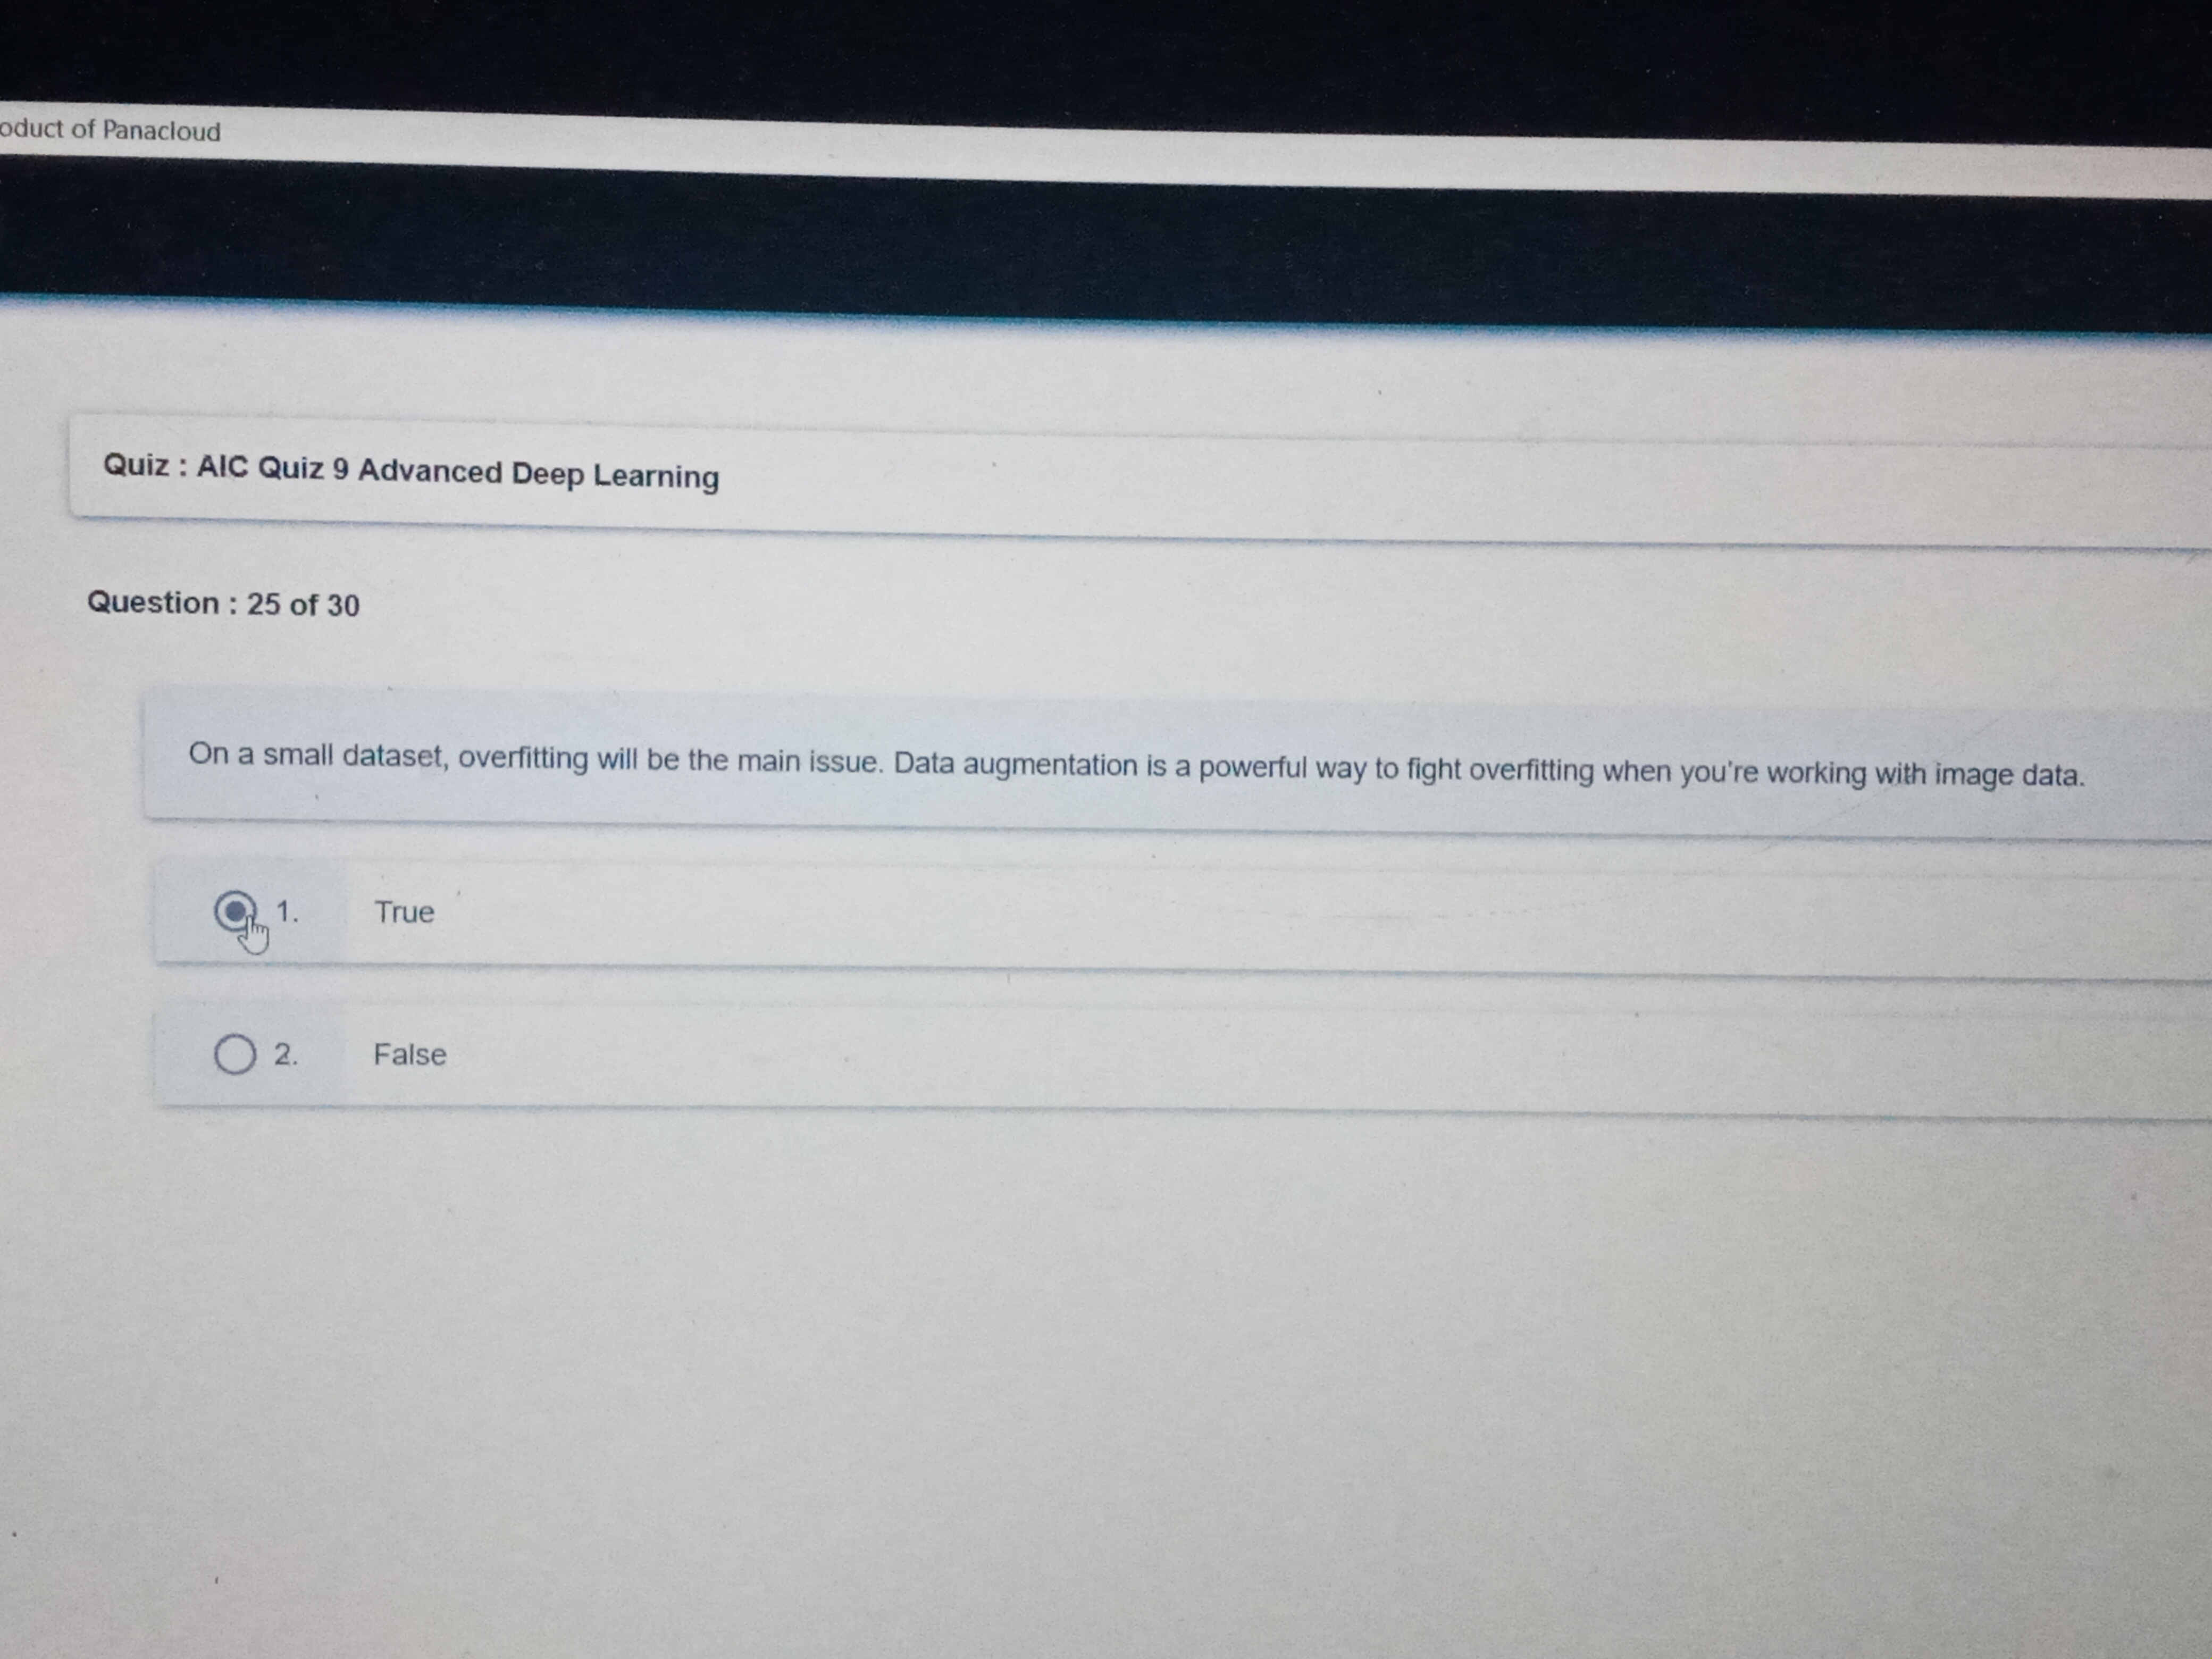 oduct of Panacloud
Quiz : AIC Quiz 9 Advanced Deep Learning
Question : 25 of 30
On a small dataset, overfitting will be the main issue. Data augmentation is a powerful way to fight overfitting when you're working with image data.
1. True
2. False